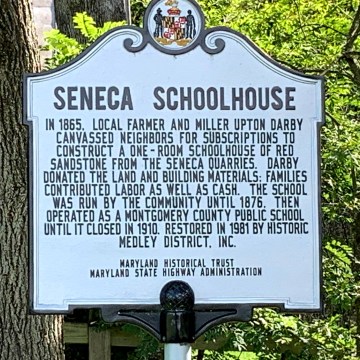 SENECA SCHOOLHOUSE
IN 1865, LOCAL FARMER AND MILLER UPTON DARBY
CANVASSED NEIGHBORS FOR SUBSCRIPTIONS TO
CONSTRUCT A ONE-ROOM SCHOOLHOUSE OF RED
SANDSTONE FROM THE SENECA QUARRIES. DARBY
DONATED THE LAND AND BUILDING MATERIALS; FAMILIES
CONTRIBUTED LABOR AS WELL AS CASH. THE SCHOOL
WAS RUN BY THE COMMUNITY UNTIL 1876. THEN
OPERATED AS A MONTGOMERY COUNTY PUBLIC SCHOOL
UNTIL IT CLOSED IN 1910. RESTORED IN 1981 BY HISTORIC
MEDLEY DISTRICT, INC.
MARYLAND HISTORICAL TRUST
MARYLAND STATE HIGHWAY ADMINISTRATION